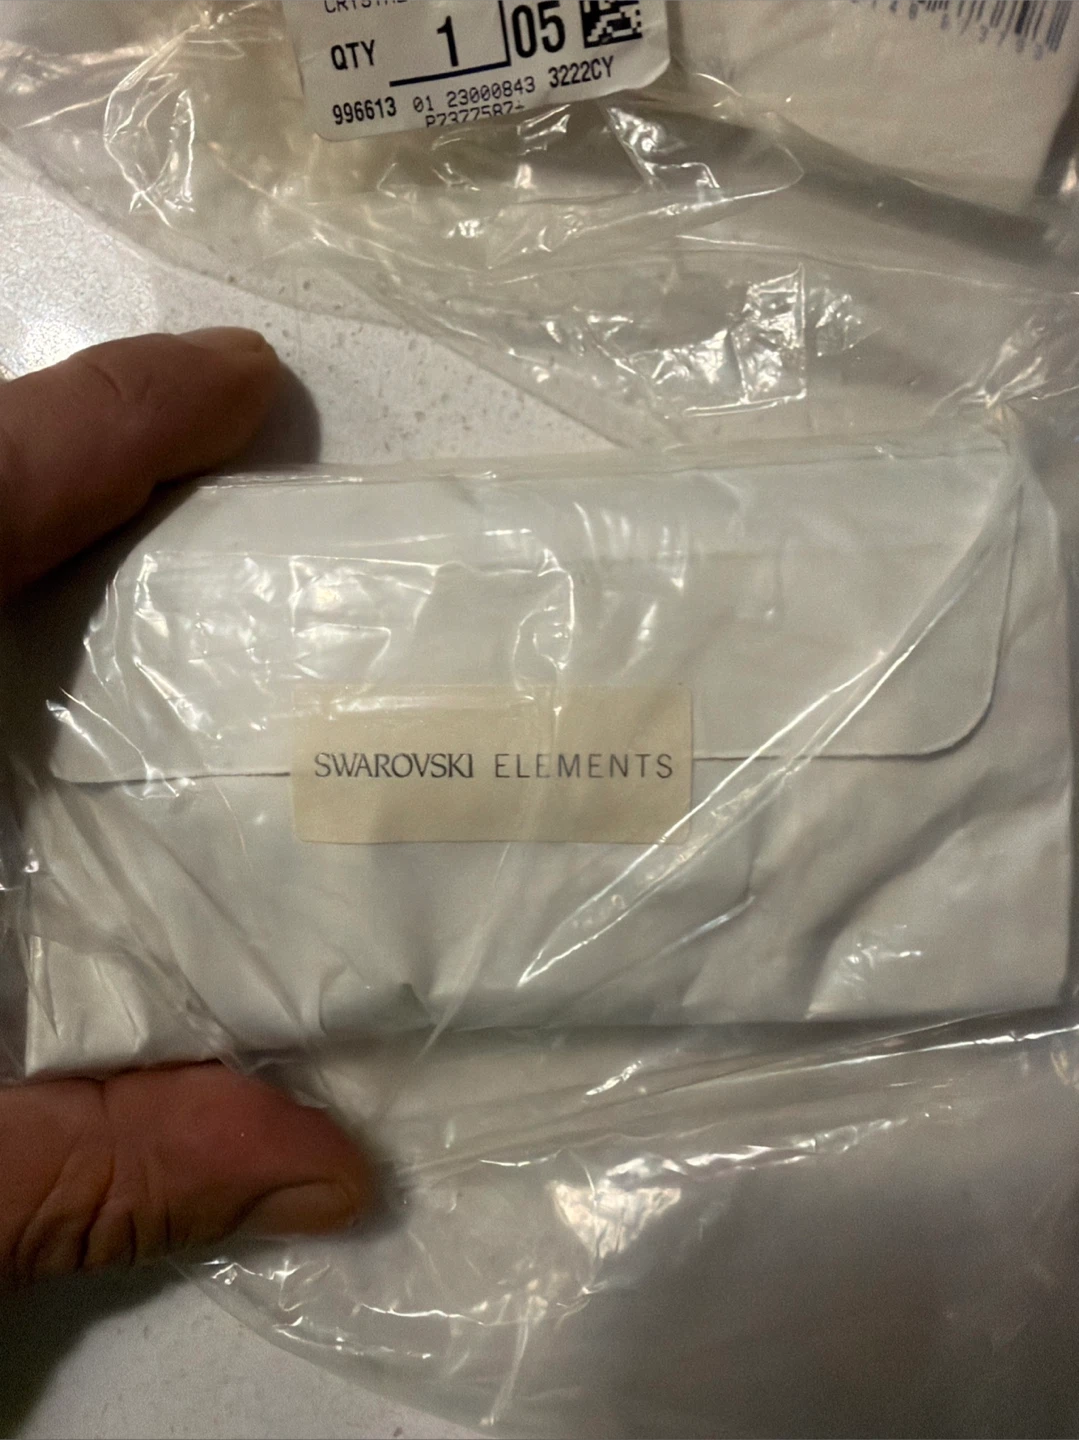 QTY 1 05
996613 01 23000843 3222CY
SWAROVSKI ELEMENTS